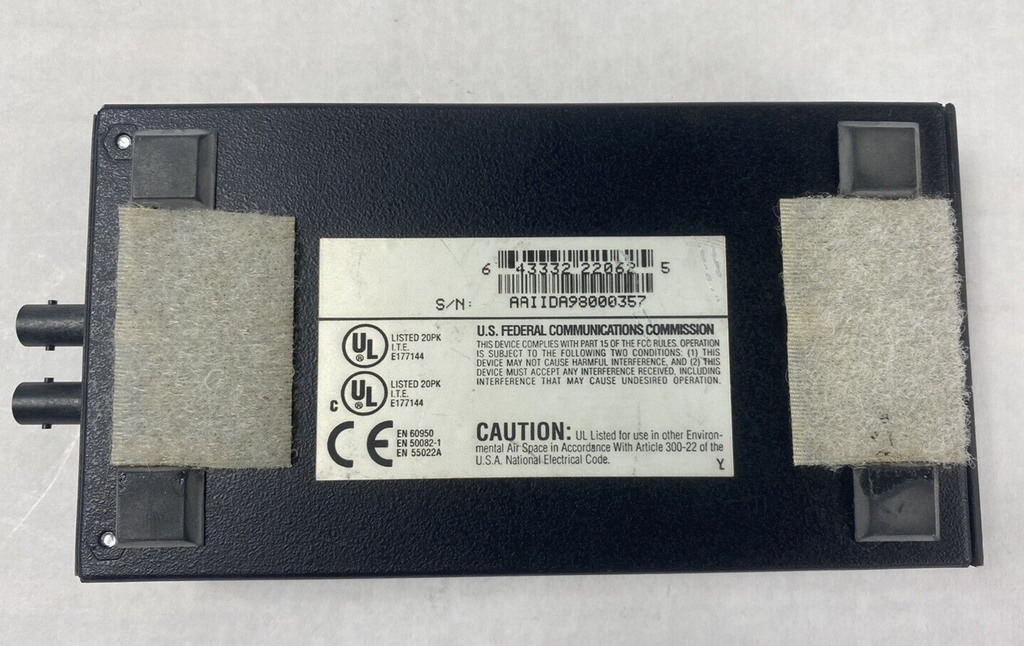 6 43332 22062 5
S/N: AAIIDA98000357
UL ® LISTED 20PK
I.T.E.
E177144
C UL ® LISTED 20PK
I.T.E.
E177144
CE EN 60950
EN 50082-1
EN 55022A
U.S. FEDERAL COMMUNICATIONS COMMISSION
THIS DEVICE COMPLIES WITH PART 15 OF THE FCC RULES. OPERATION
IS SUBJECT TO THE FOLLOWING TWO CONDITIONS: (1) THIS
DEVICE MAY NOT CAUSE HARMFUL INTERFERENCE, AND (2) THIS
DEVICE MUST ACCEPT ANY INTERFERENCE RECEIVED, INCLUDING
INTERFERENCE THAT MAY CAUSE UNDESIRED OPERATION.
CAUTION: UL Listed for use in other Environ-
mental Air Space in Accordance With Article 300-22 of the
U.S.A. National Electrical Code.
Y